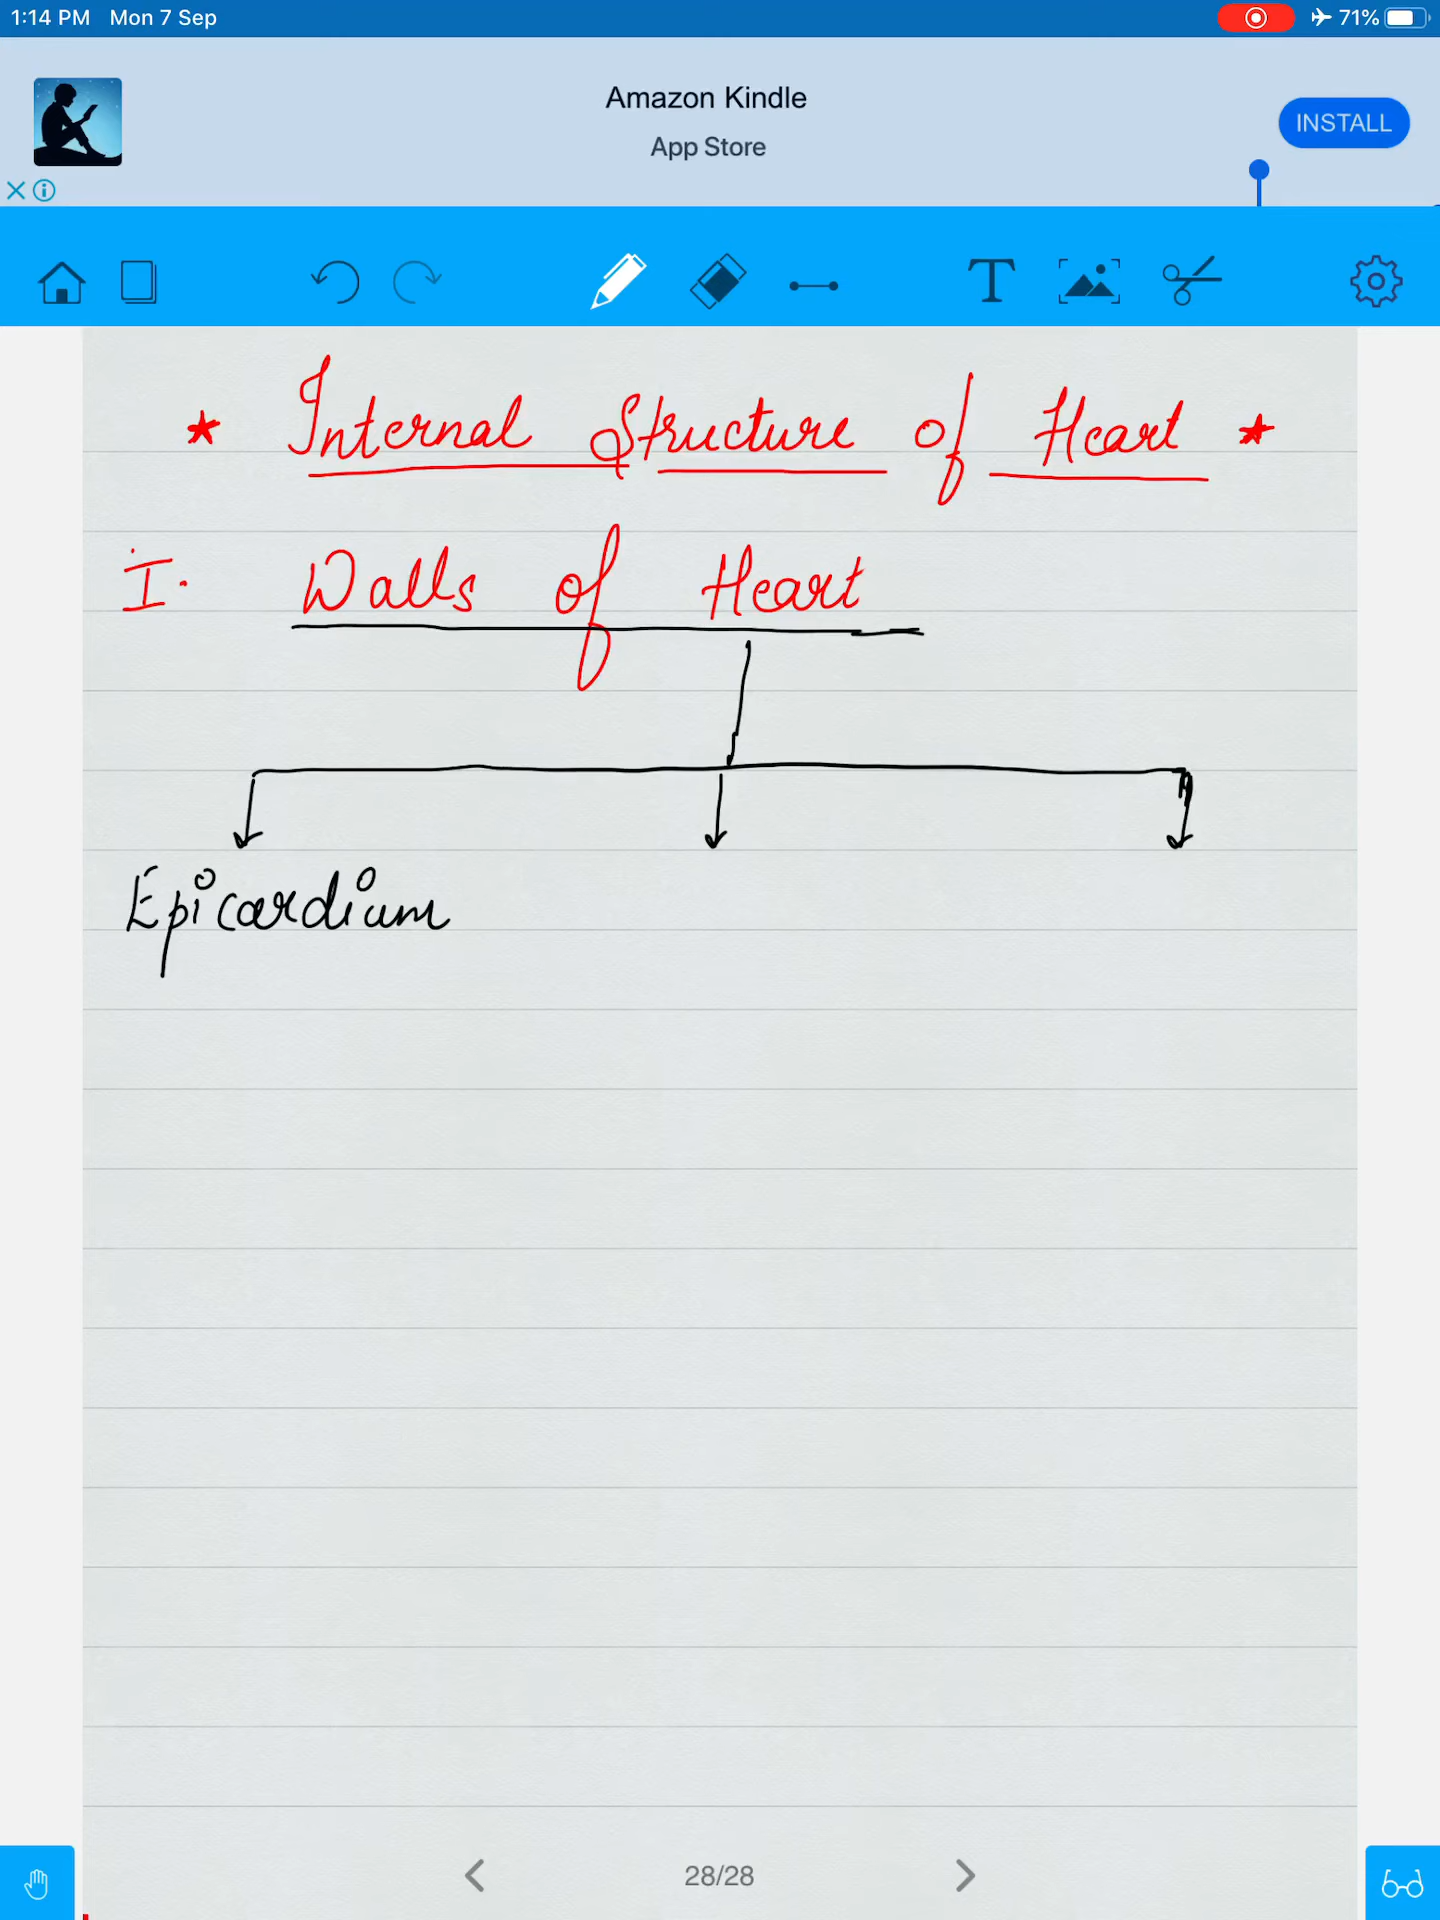 1:14 PM Mon 7 Sep
71%
Amazon Kindle
App Store
INSTALL
T
* Internal Structure of Heart *
I. Walls of Heart
Epicardium
28/28